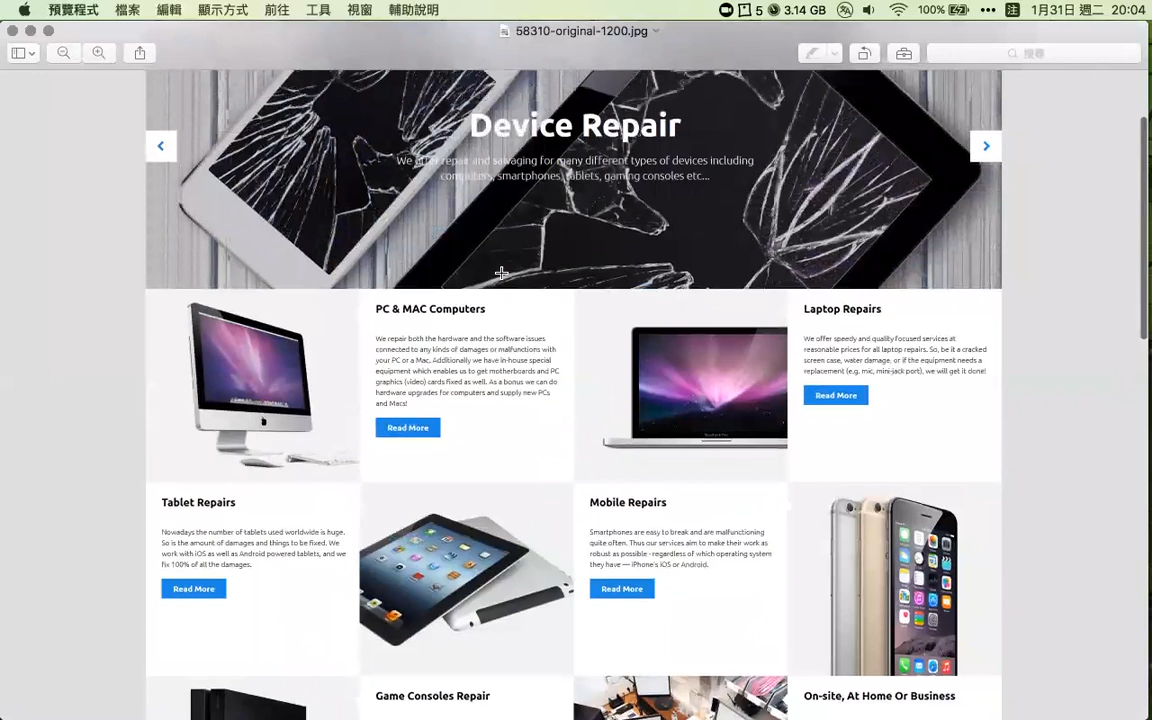 預覽程式 檔案 編輯 顯示方式 前往 工具 視窗 輔助說明 5 3.14 GB 100% 注 1月31日 週二 20:04
58310-original-1200.jpg
搜尋
Device Repair
We offer repair and salvaging for many different types of devices including
computers, smartphones, tablets, gaming consoles etc...
PC & MAC Computers
We repair both the hardware and the software issues
connected to any kinds of damages or malfunctions with
your PC or a Mac. Additionally we have in-house special
equipment which enables us to get motherboards and PC
graphics (video) cards fixed as well. As a bonus we can do
hardware upgrades for computers and supply new PCs
and Macs!
Read More
Laptop Repairs
We offer speedy and quality focused services at
reasonable prices for all laptop repairs. So, be it a cracked
screen case, water damage, or if the equipment needs a
replacement (e.g. mic, mini-jack port), we will get it done!
Read More
Tablet Repairs
Nowadays the number of tablets used worldwide is huge.
So is the amount of damages and things to be fixed. We
work with iOS as well as Android powered tablets, and we
fix 100% of all the damages.
Read More
Mobile Repairs
Smartphones are easy to break and are malfunctioning
quite often. Thus our services aim to make their work as
robust as possible - regardless of which operating system
they have — iPhone's iOS or Android.
Read More
Game Consoles Repair
On-site, At Home Or Business